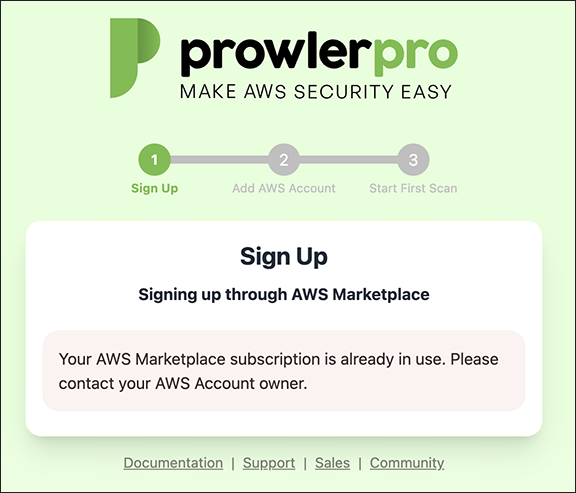 prowlerpro
MAKE AWS SECURITY EASY
1 2 3
Sign Up Add AWS Account Start First Scan
Sign Up
Signing up through AWS Marketplace
Your AWS Marketplace subscription is already in use. Please
contact your AWS Account owner.
Documentation | Support | Sales | Community